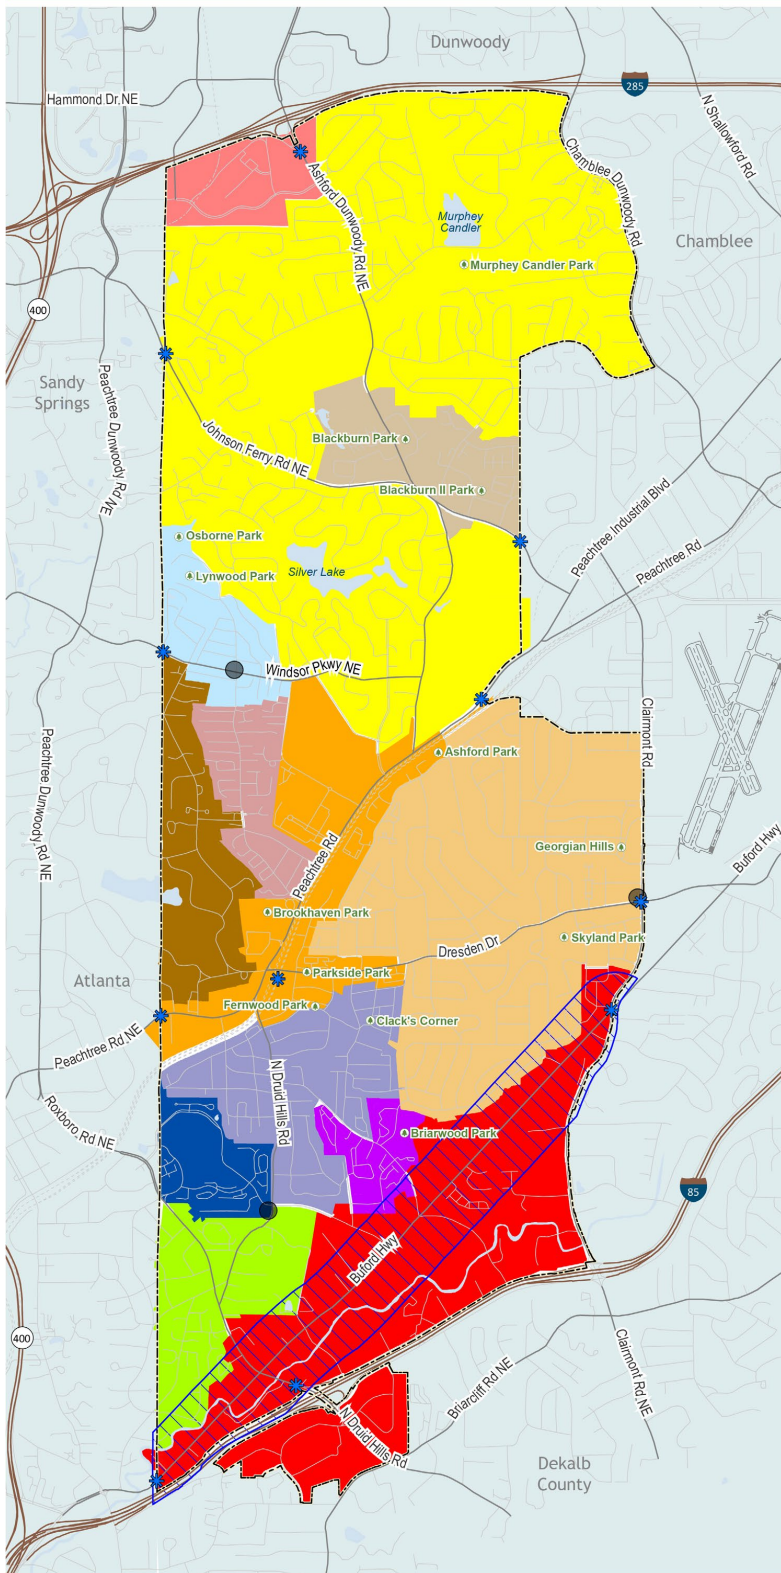 Dunwoody
285
Hammond Dr NE
N Shallowford Rd
Chamblee Dunwoody Rd
Ashford Dunwoody Rd NE
Murphey
Candler
Chamblee
Murphey Candler Park
400
Sandy
Springs
Peachtree Dunwoody Rd NE
Johnson Ferry Rd NE
Blackburn Park
Blackburn II Park
Peachtree Industrial Blvd
Peachtree Rd
Osborne Park
Silver Lake
Lynwood Park
Windsor Pkwy NE
Clairmont Rd
Peachtree Dunwoody Rd NE
Ashford Park
Georgian Hills
Buford Hwy
Peachtree Rd
Brookhaven Park
Skyland Park
Dresden Dr
Atlanta
Parkside Park
Fernwood Park
Clack's Corner
Peachtree Rd NE
N Druid Hills Rd
Roxboro Rd NE
Briarwood Park
85
Buford Hwy
400
Clairmont Rd NE
Briarcliff Rd NE
N Druid Hills Rd
Dekalb
County